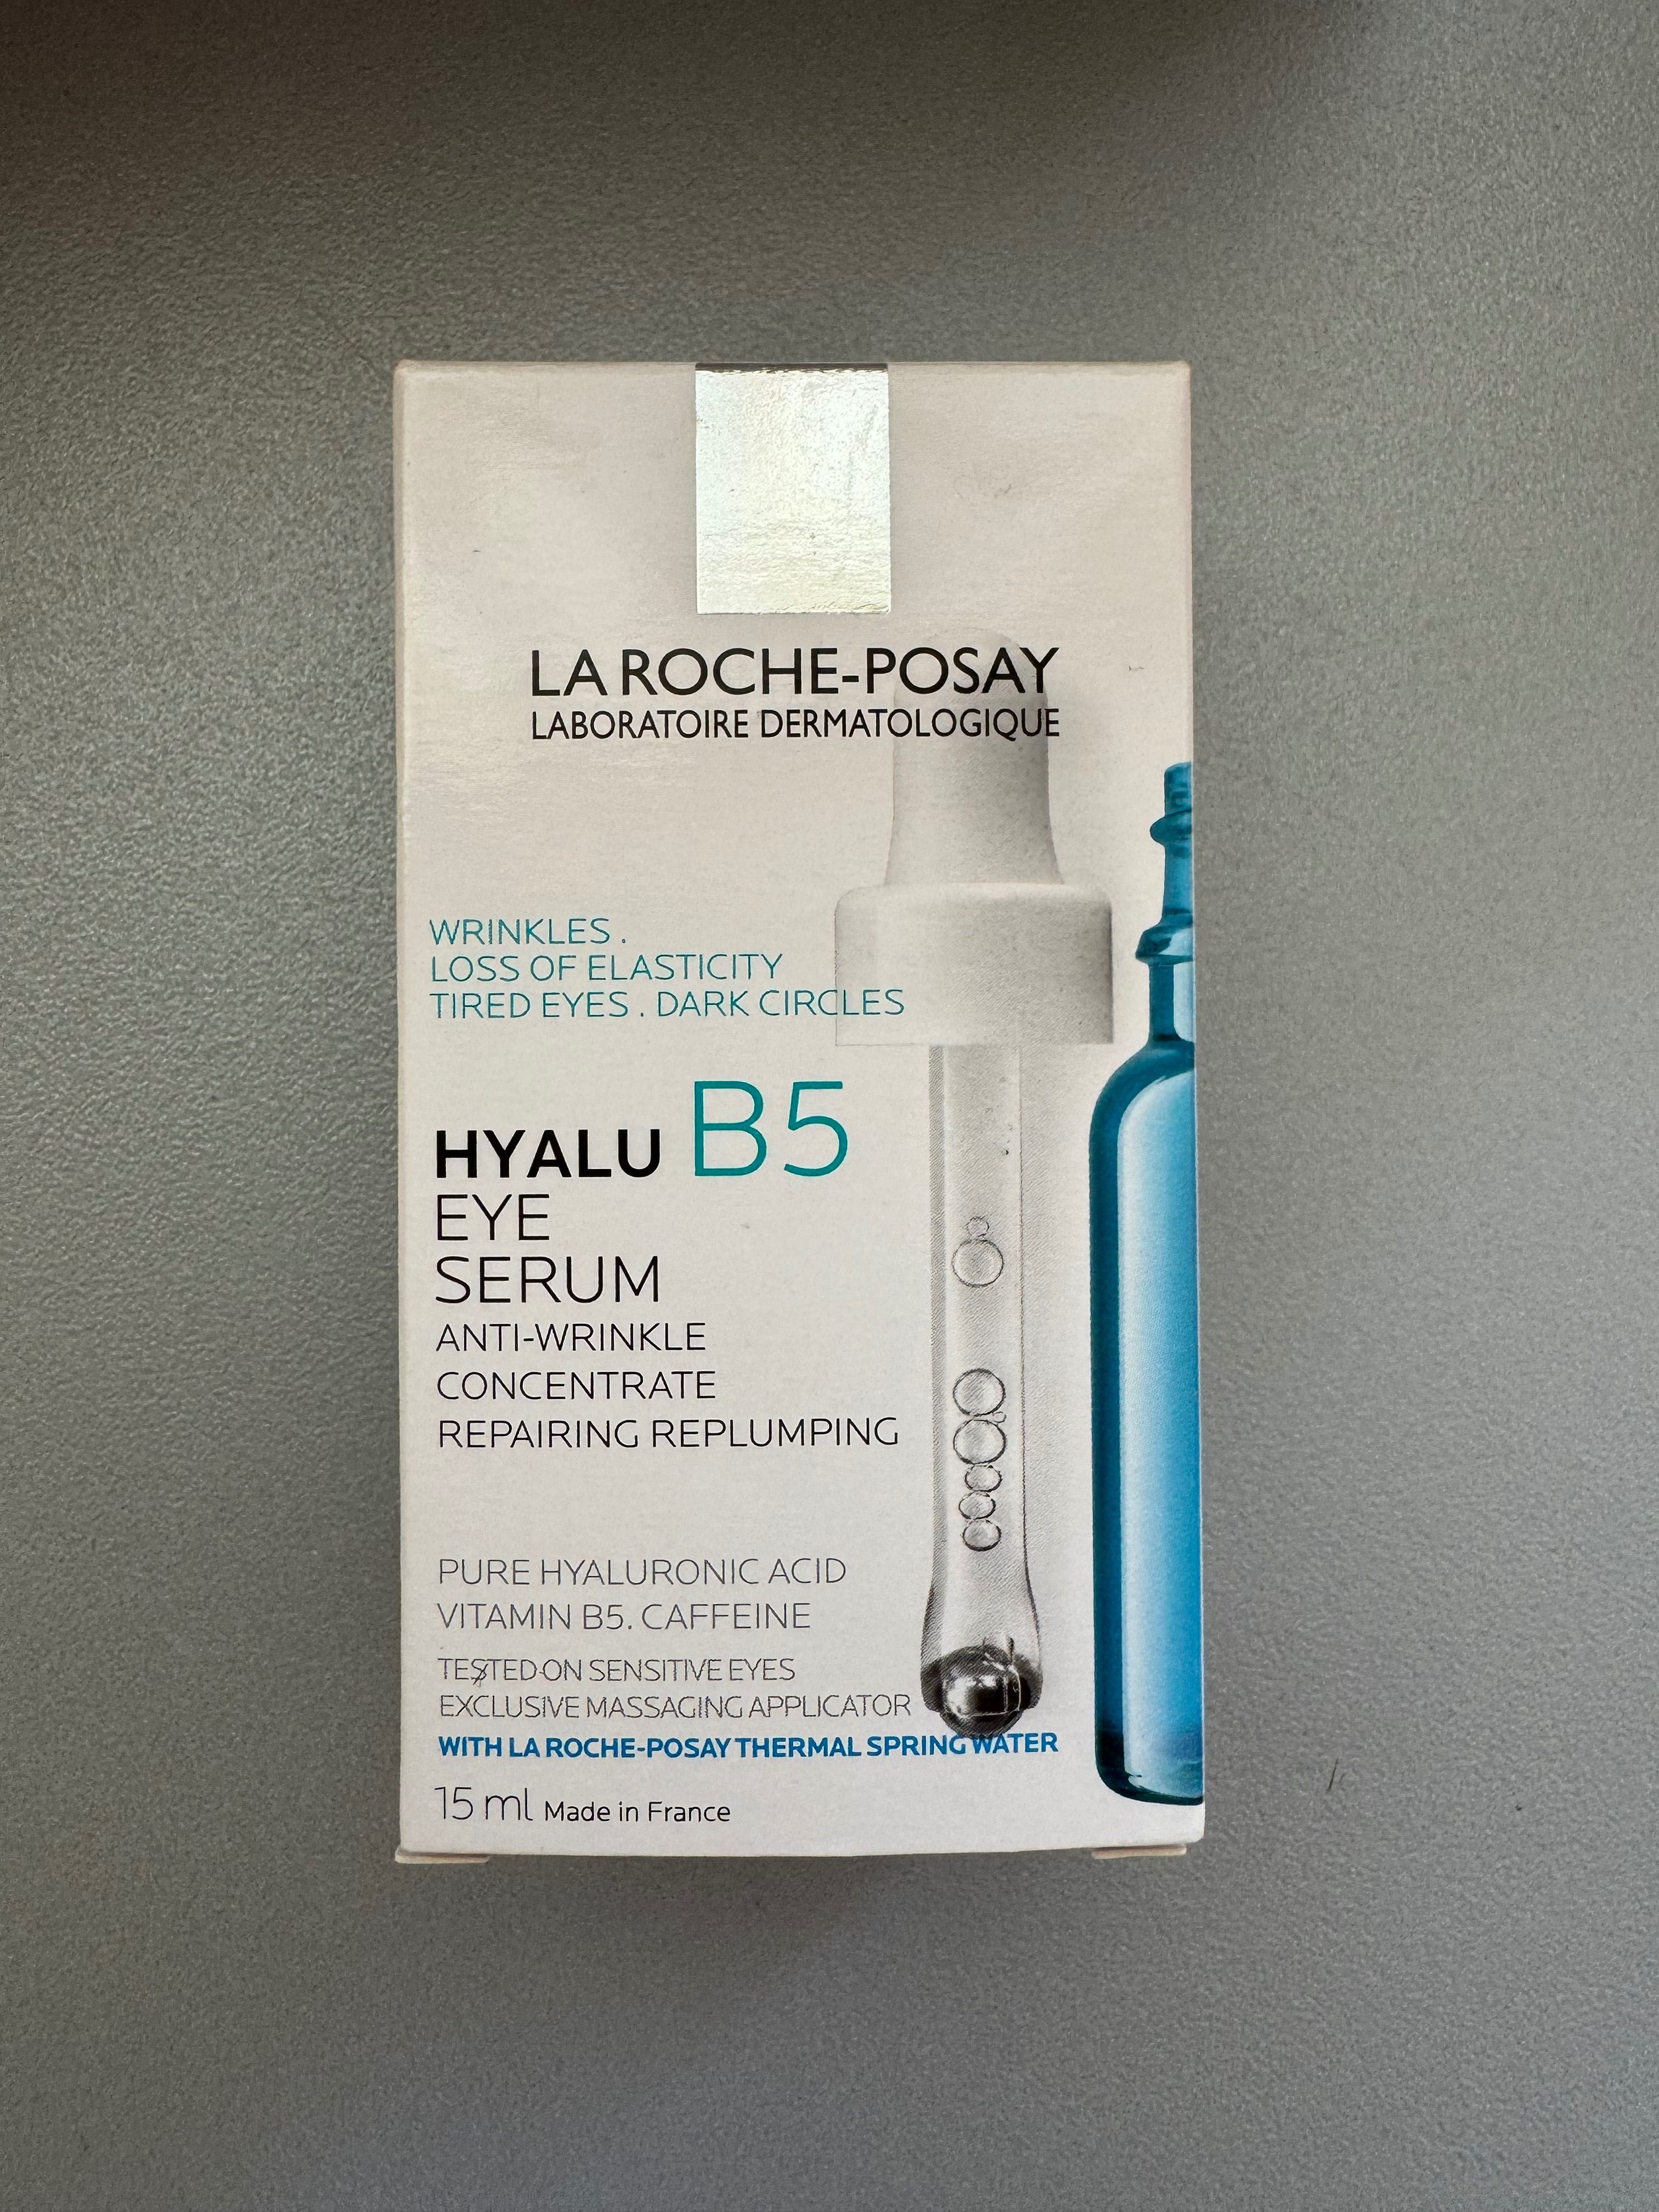 LA ROCHE-POSAY
LABORATOIRE DERMATOLOGIQUE
WRINKLES .
LOSS OF ELASTICITY
TIRED EYES . DARK CIRCLES
HYALU B5
EYE
SERUM
ANTI-WRINKLE
CONCENTRATE
REPAIRING REPLUMPING
PURE HYALURONIC ACID
VITAMIN B5. CAFFEINE
TESTED ON SENSITIVE EYES
EXCLUSIVE MASSAGING APPLICATOR
WITH LA ROCHE-POSAY THERMAL SPRING WATER
15 ml Made in France